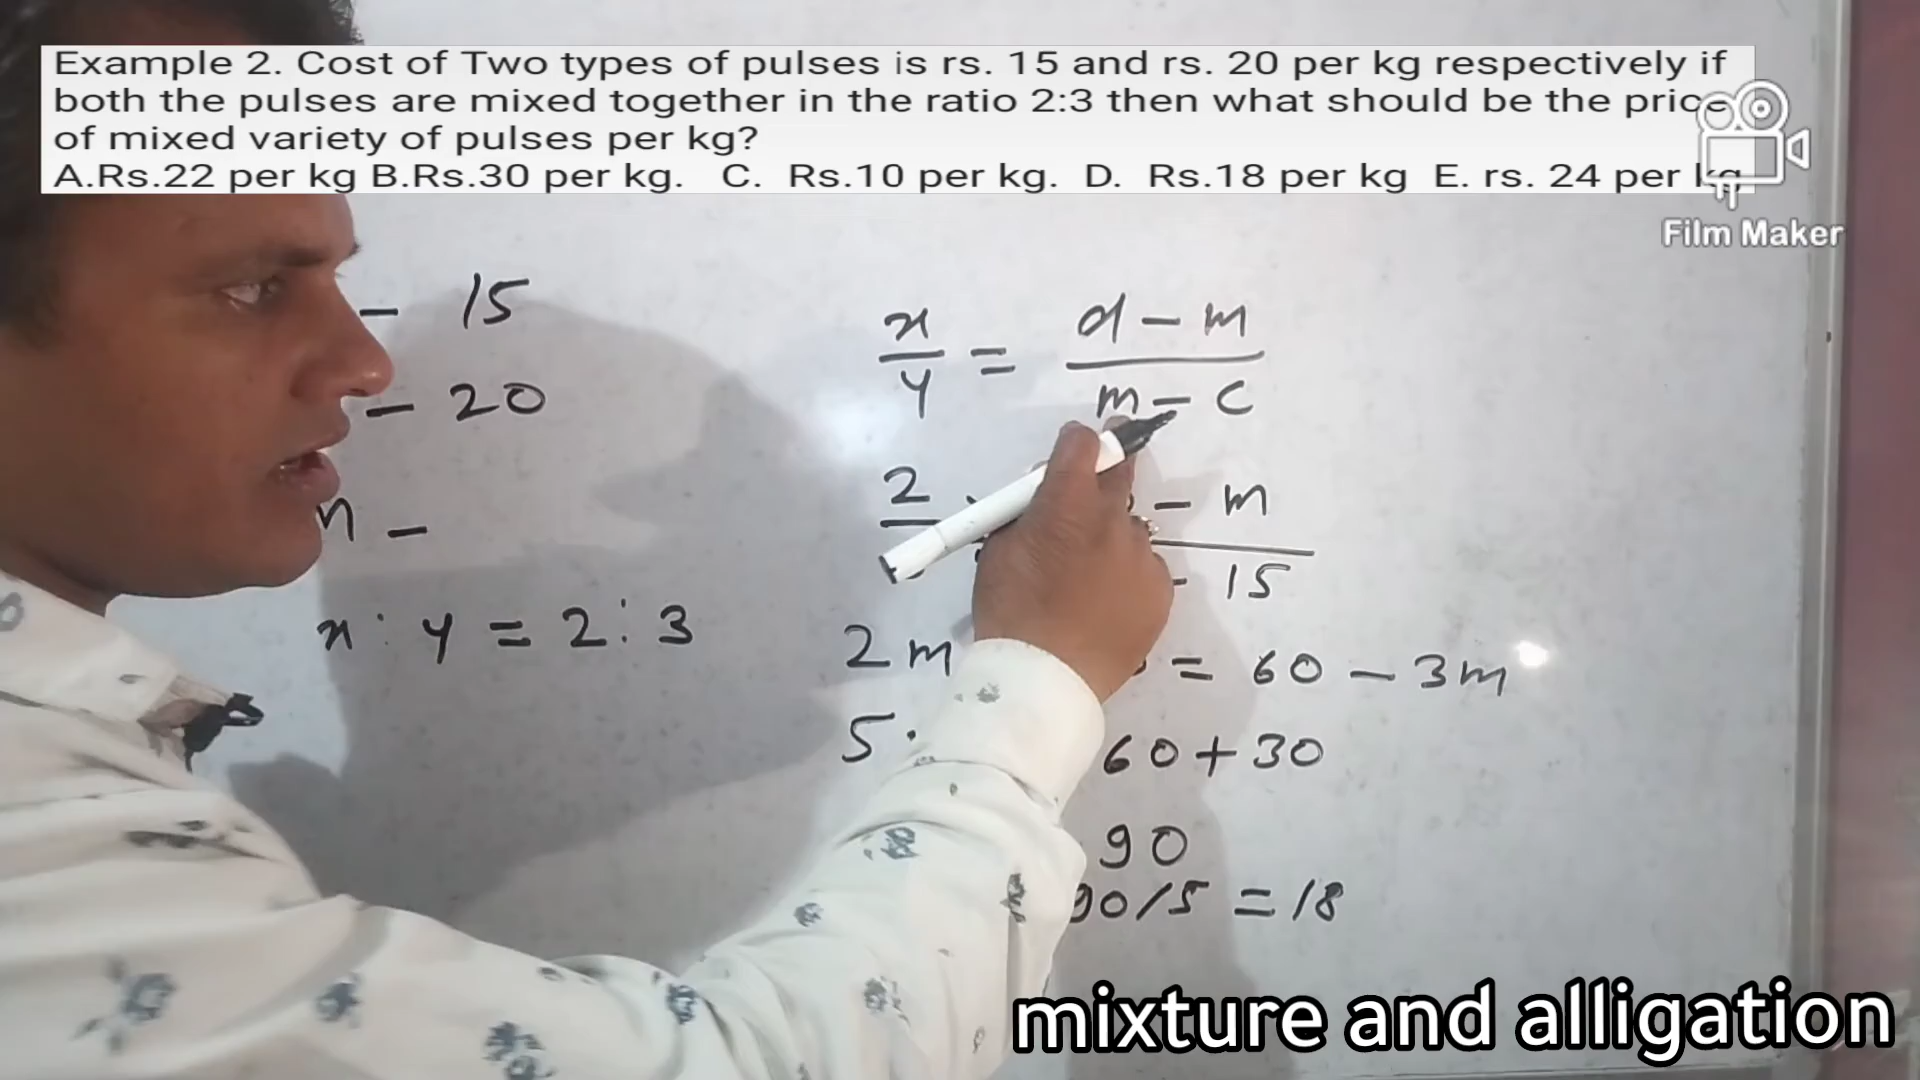 Example 2. Cost of Two types of pulses is rs. 15 and rs. 20 per kg respectively if
both the pulses are mixed together in the ratio 2:3 then what should be the price
of mixed variety of pulses per kg?
A.Rs.22 per kg B.Rs.30 per kg. C. Rs.10 per kg. D. Rs.18 per kg E. rs. 24 per kg
Film Maker
- 15
- 20
m -
x : y = 2 : 3
x/y = d - m / m - c
2 - m
- 15
2m = 60 - 3m
5 60 + 30
90
90/5 = 18
mixture and alligation